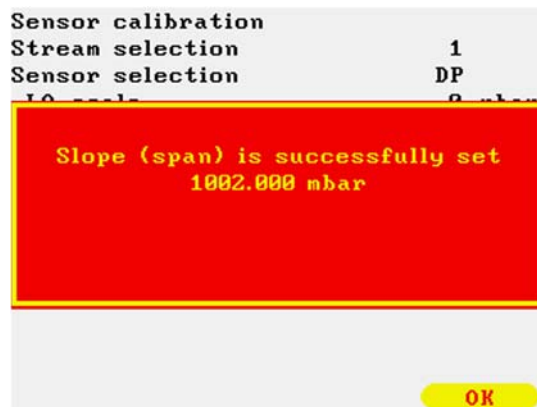 Sensor calibration
Stream selection 1
Sensor selection DP
Slope (span) is successfully set
1002.000 mbar
OK